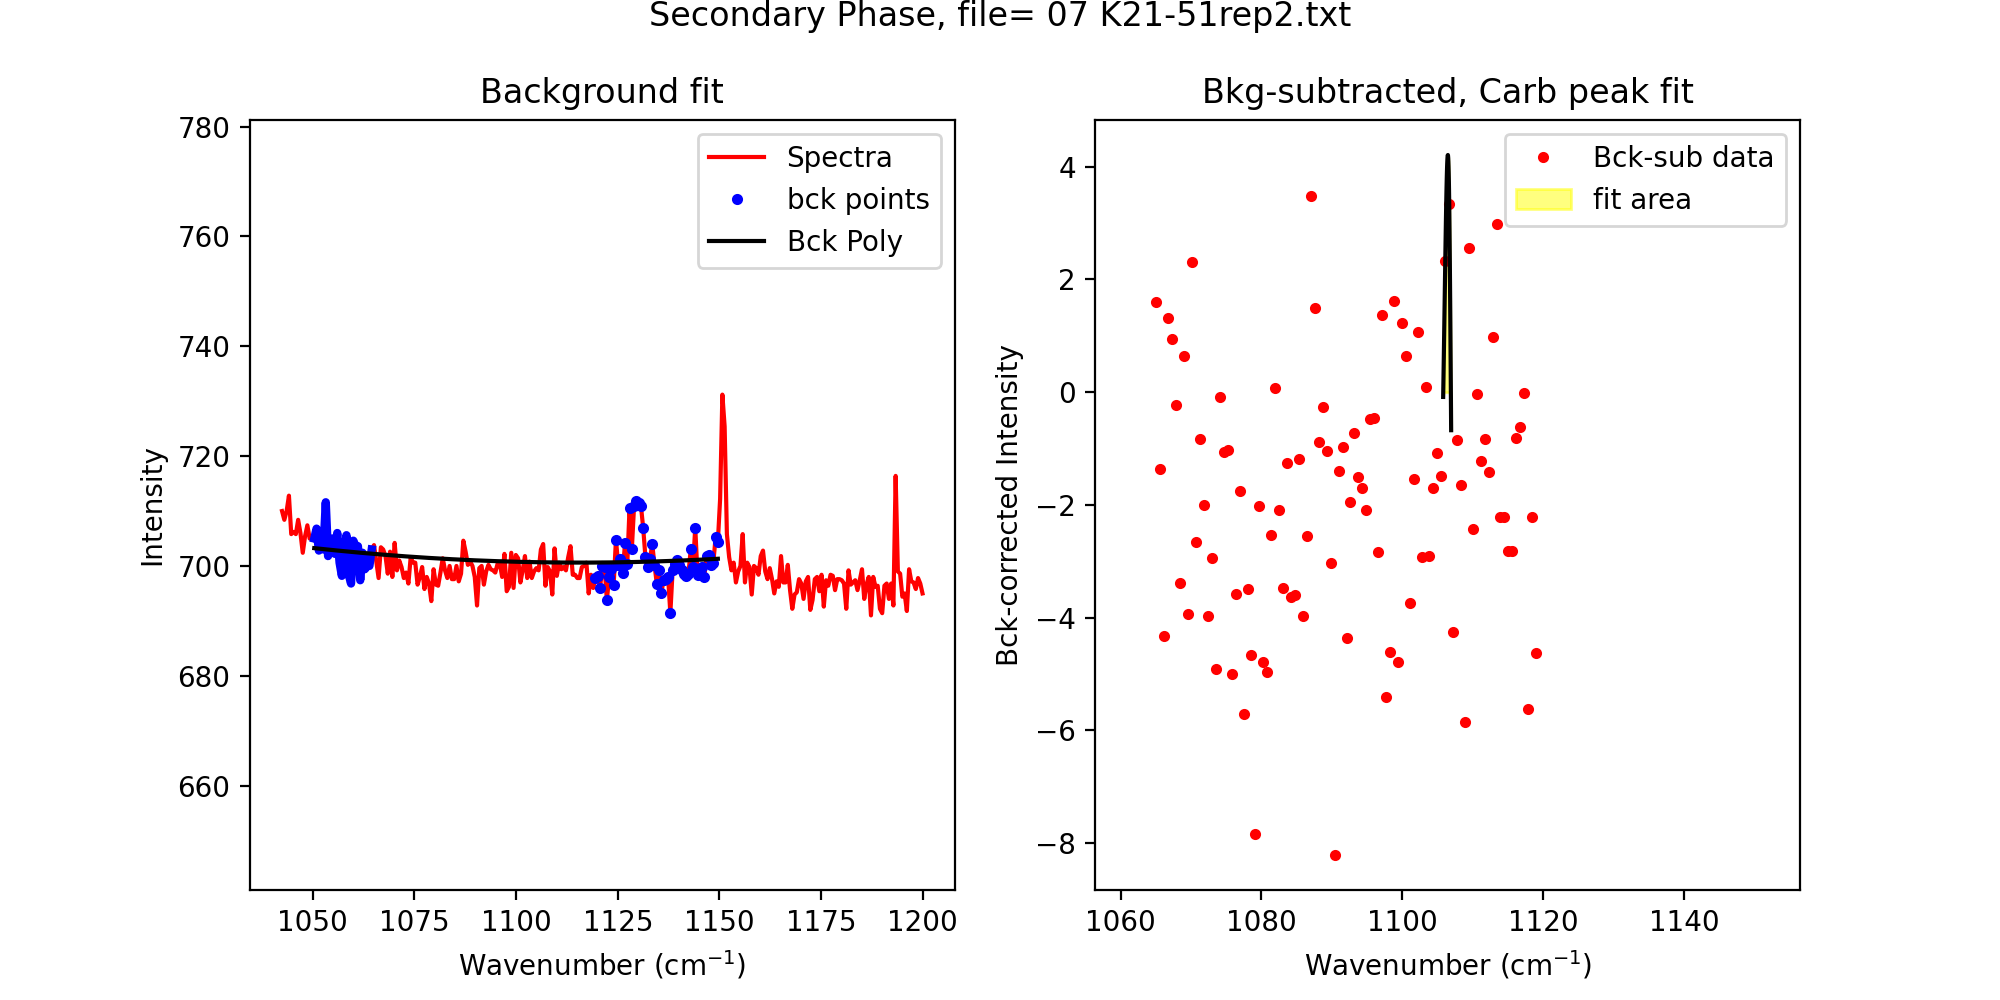 Secondary Phase, file= 07 K21-51rep2.txt
Background fit
780
760
740
720
700
680
660
Intensity
Spectra
bck points
Bck Poly
1050 1075 1100 1125 1150 1175 1200
Wavenumber (cm⁻¹)
Bkg-subtracted, Carb peak fit
4
2
0
−2
−4
−6
−8
Bck-corrected Intensity
Bck-sub data
fit area
1060 1080 1100 1120 1140
Wavenumber (cm⁻¹)